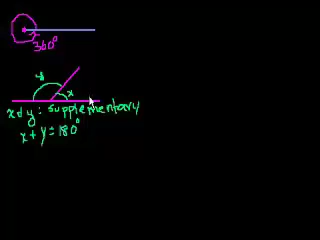 360°
y
x
x & y : supplementary
x + y = 180°